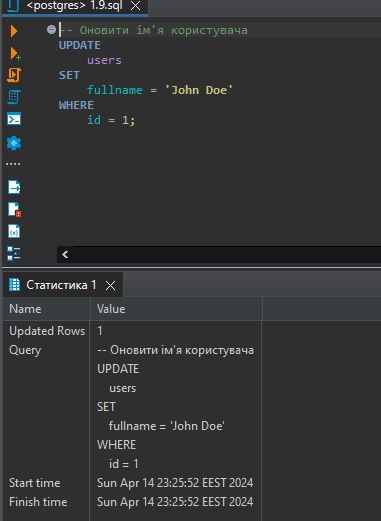 <postgres> 1.9.sql
-- Оновити ім'я користувача
UPDATE
users
SET
fullname = 'John Doe'
WHERE
id = 1;
Статистика 1
Name Value
Updated Rows 1
Query -- Оновити ім'я користувача
UPDATE
users
SET
fullname = 'John Doe'
WHERE
id = 1
Start time Sun Apr 14 23:25:52 EEST 2024
Finish time Sun Apr 14 23:25:52 EEST 2024